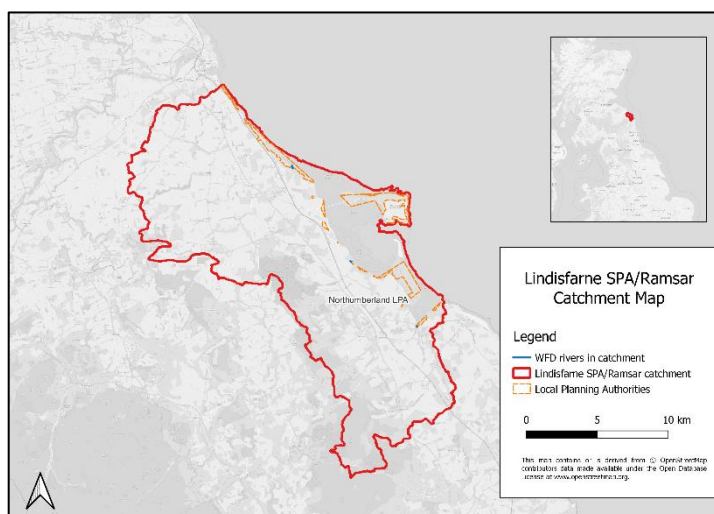 Northumberland LPA
Lindisfarne SPA/Ramsar
Catchment Map
Legend
WFD rivers in catchment
Lindisfarne SPA/Ramsar catchment
Local Planning Authorities
0 5 10 km
This map contains or is derived from © OpenStreetMap
contributors data made available under the Open Database
License at www.openstreetmap.org.